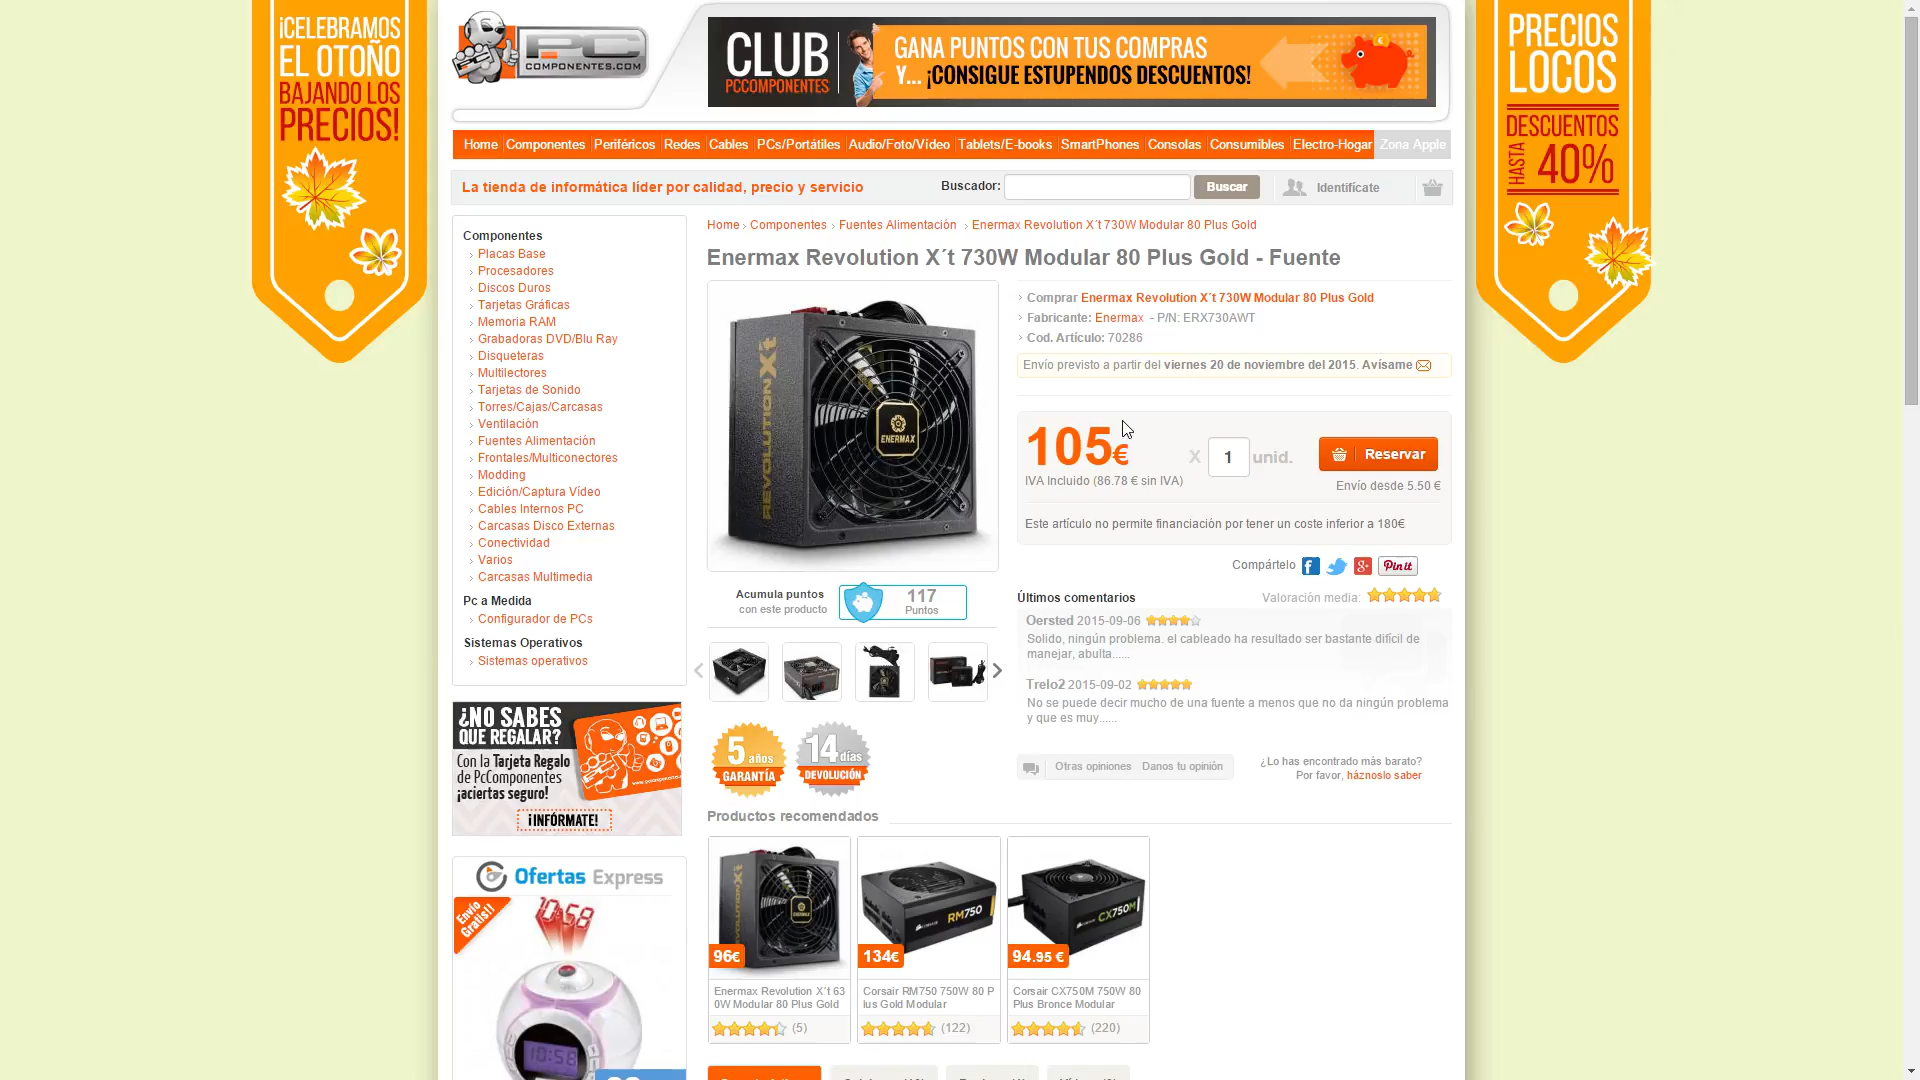 ¡CELEBRAMOS
EL OTOÑO
BAJANDO LOS
PRECIOS!
PC
COMPONENTES.COM
CLUB
PCCOMPONENTES
GANA PUNTOS CON TUS COMPRAS
Y... ¡CONSIGUE ESTUPENDOS DESCUENTOS!
PRECIOS
LOCOS
DESCUENTOS
HASTA 40%
Home Componentes Periféricos Redes Cables PCs/Portátiles Audio/Foto/Vídeo Tablets/E-books SmartPhones Consolas Consumibles Electro-Hogar Zona Apple
La tienda de informática líder por calidad, precio y servicio
Buscador:
Buscar
Identifícate
Componentes
Placas Base
Procesadores
Discos Duros
Tarjetas Gráficas
Memoria RAM
Grabadoras DVD/Blu Ray
Disqueteras
Multilectores
Tarjetas de Sonido
Torres/Cajas/Carcasas
Ventilación
Fuentes Alimentación
Frontales/Multiconectores
Modding
Edición/Captura Vídeo
Cables Internos PC
Carcasas Disco Externas
Conectividad
Varios
Carcasas Multimedia
Pc a Medida
Configurador de PCs
Sistemas Operativos
Sistemas operativos
¿NO SABES
QUE REGALAR?
Con la Tarjeta Regalo
de PcComponentes
¡aciertas seguro!
¡INFÓRMATE!
Ofertas Express
Envío
Gratis!!
10:58
10:58
Home › Componentes › Fuentes Alimentación › Enermax Revolution X´t 730W Modular 80 Plus Gold
Enermax Revolution X´t 730W Modular 80 Plus Gold - Fuente
REVOLUTION Xt
ENERMAX
Comprar Enermax Revolution X´t 730W Modular 80 Plus Gold
Fabricante: Enermax - P/N: ERX730AWT
Cod. Artículo: 70286
Envío previsto a partir del viernes 20 de noviembre del 2015. Avísame
105€
IVA Incluido (86.78 € sin IVA)
X 1 unid.
Reservar
Envío desde 5.50 €
Este artículo no permite financiación por tener un coste inferior a 180€
Compártelo
Pin it
Acumula puntos
con este producto
117
Puntos
Últimos comentarios
Valoración media:
Oersted 2015-09-06
Solido, ningún problema. el cableado ha resultado ser bastante difícil de
manejar, abulta......
Trelo2 2015-09-02
No se puede decir mucho de una fuente a menos que no da ningún problema
y que es muy......
5 años
GARANTÍA
14 días
DEVOLUCIÓN
Otras opiniones Danos tu opinión
¿Lo has encontrado más barato?
Por favor, háznoslo saber
Productos recomendados
REVOLUTION Xt
96€
Enermax Revolution X´t 63
0W Modular 80 Plus Gold
(5)
RM750
134€
Corsair RM750 750W 80 P
lus Gold Modular
(122)
CX750M
94.95 €
Corsair CX750M 750W 80
Plus Bronce Modular
(220)